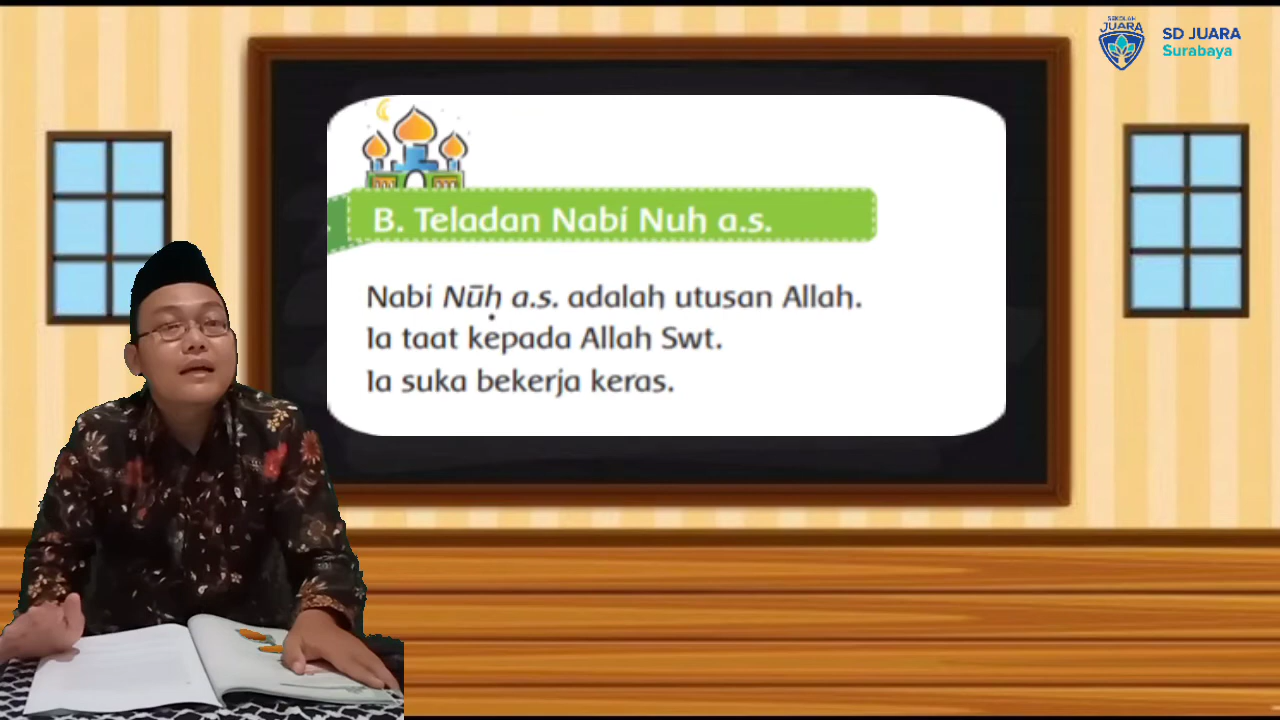 SEKOLAH
JUARA
SD JUARA
Surabaya
B. Teladan Nabi Nuh a.s.
Nabi Nūḥ a.s. adalah utusan Allah.
Ia taat kepada Allah Swt.
Ia suka bekerja keras.